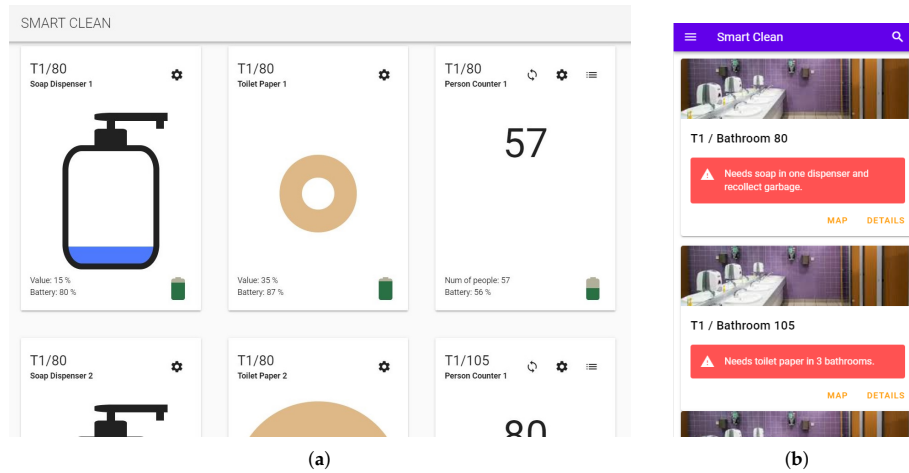 SMART CLEAN
T1/80
Soap Dispenser 1
Value: 15 %
Battery: 80 %
T1/80
Toilet Paper 1
Value: 35 %
Battery: 87 %
T1/80
Person Counter 1
57
Num of people: 57
Battery: 56 %
T1/80
Soap Dispenser 2
T1/80
Toilet Paper 2
T1/105
Person Counter 1
80
(a)
Smart Clean
T1 / Bathroom 80
Needs soap in one dispenser and
recollect garbage.
MAP DETAILS
T1 / Bathroom 105
Needs toilet paper in 3 bathrooms.
MAP DETAILS
(b)